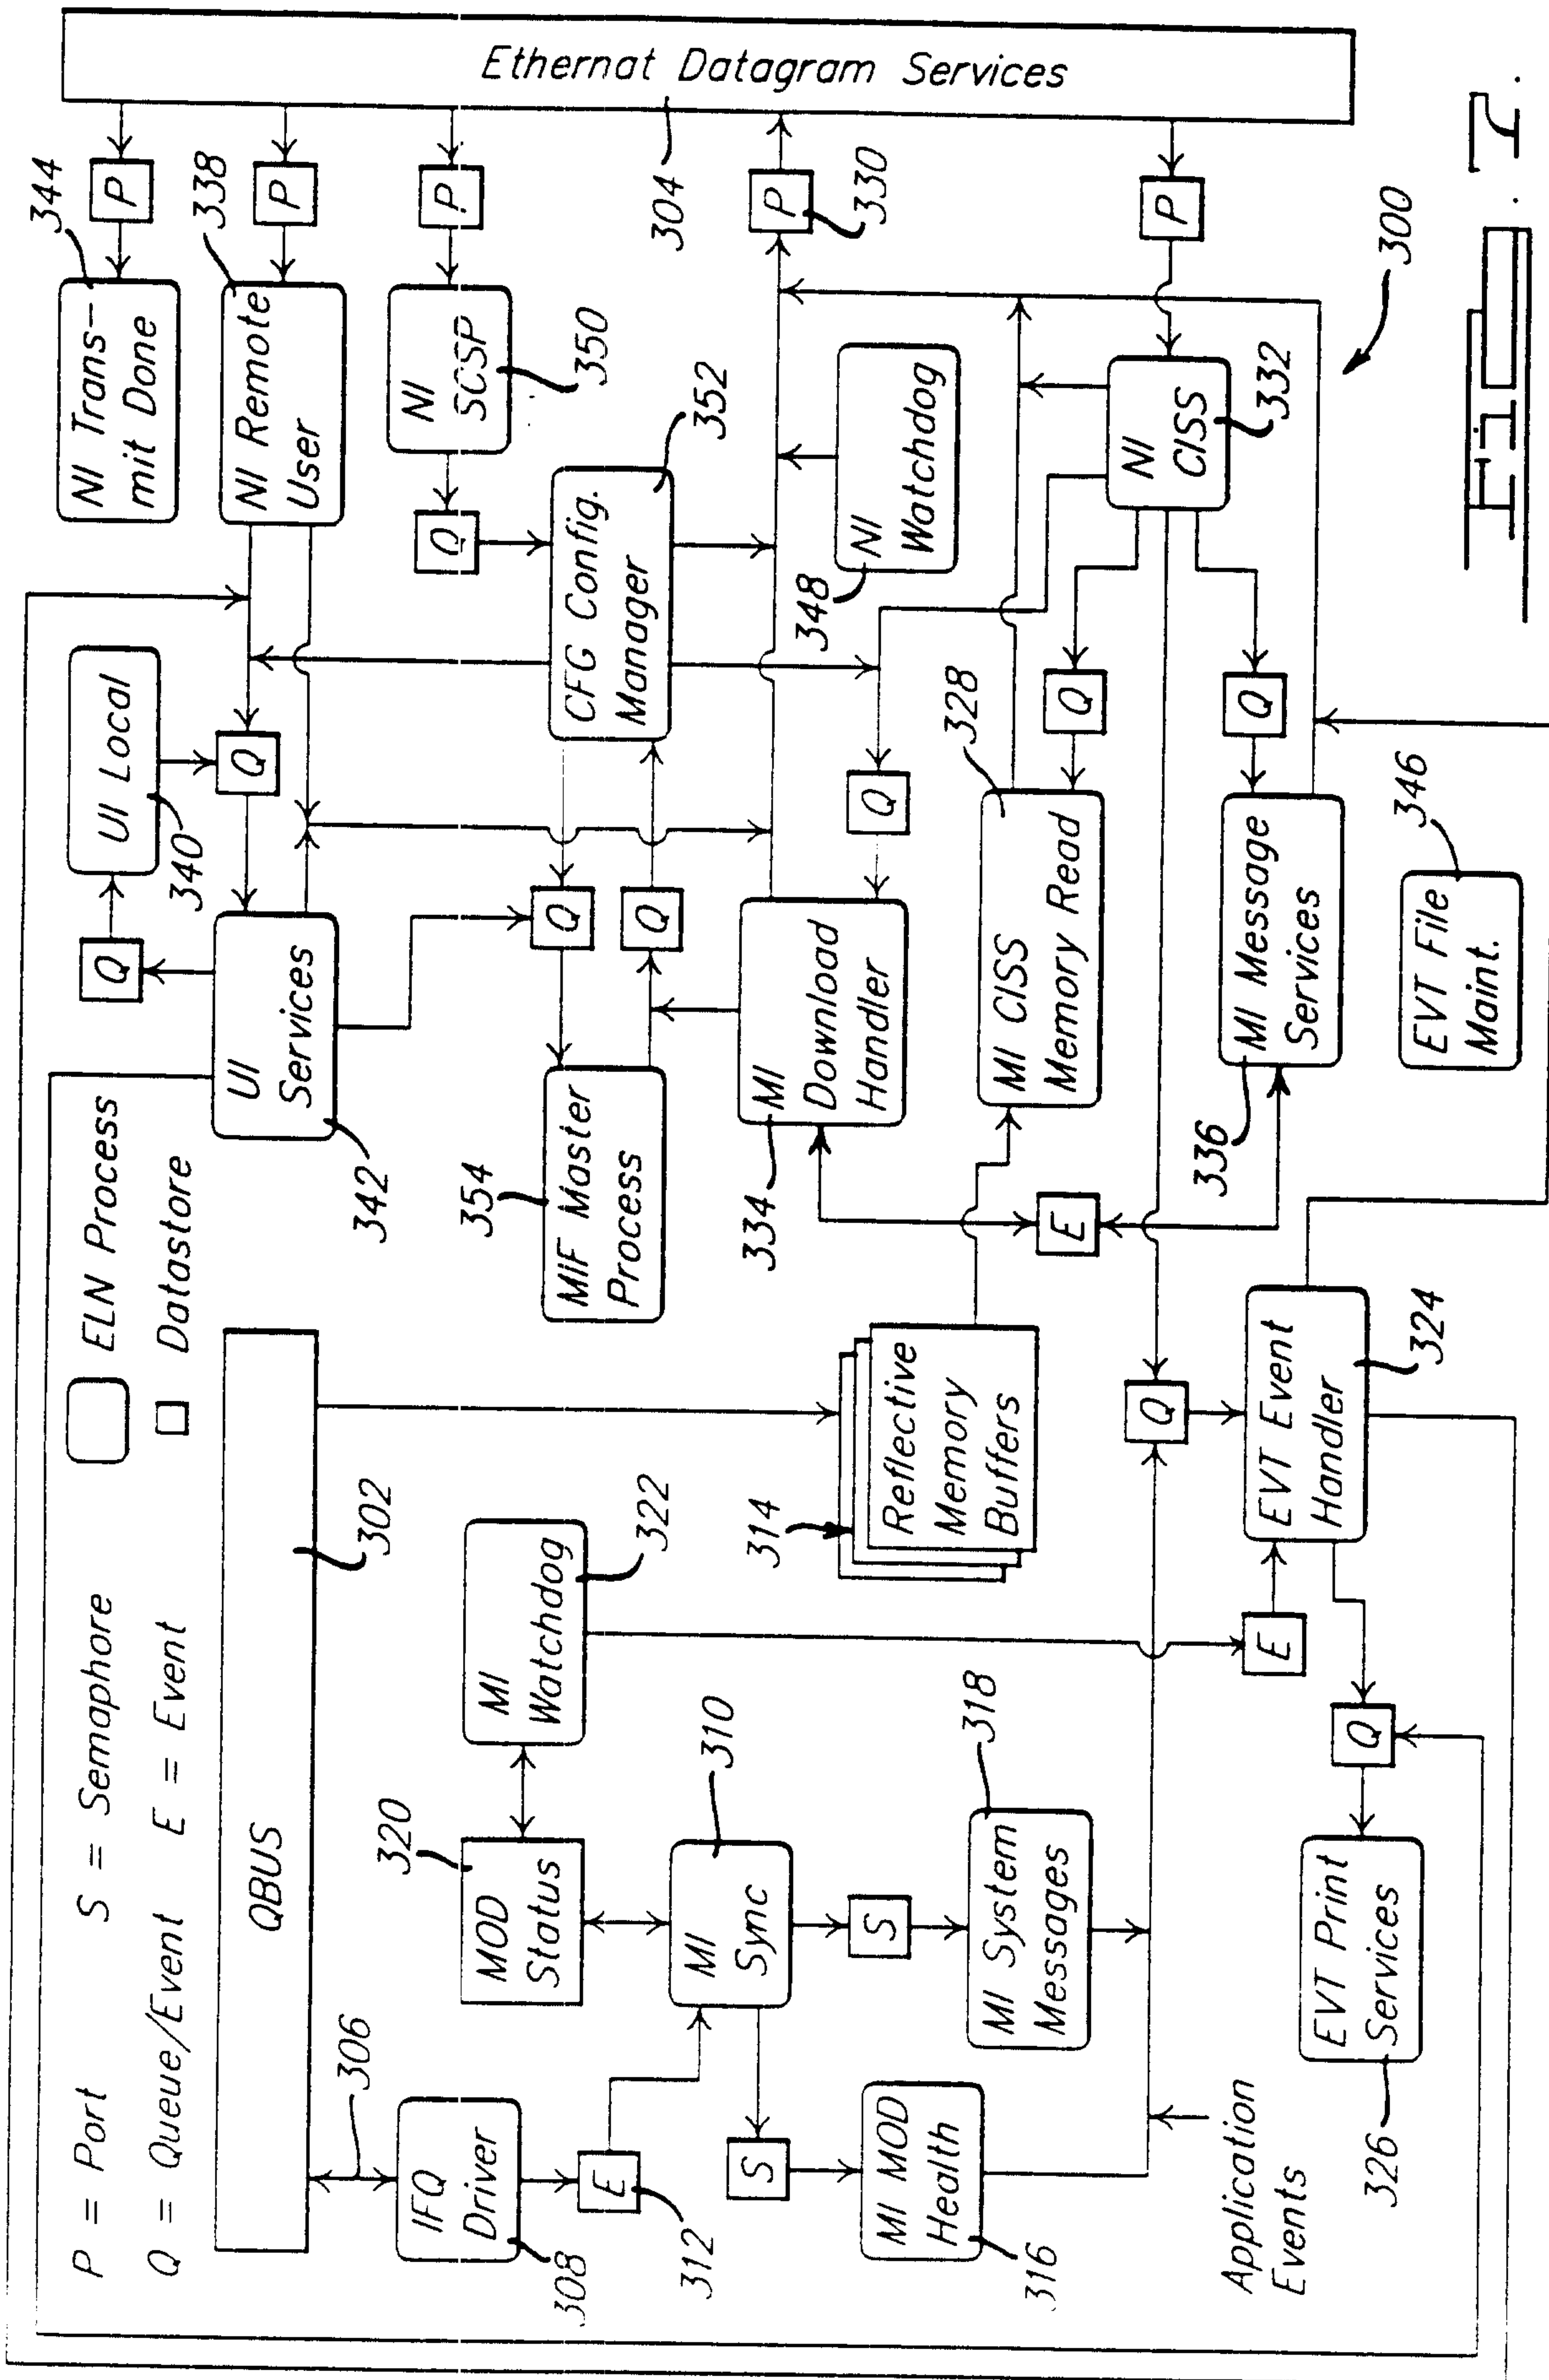 P = Port
S = Semaphore
ELN Process
Q = Queue/Event
E = Event
Datastore
QBUS
302
306
IFQ
Driver
308
E
312
MOD
Status
320
MI
Watchdog
322
MI
Sync
310
S
S
MI MOD
Health
316
MI System
Messages
318
Application
Events
Reflective
Memory
Buffers
314
Q
E
EVT Event
Handler
324
Q
EVT Print
Services
326
UI
Services
342
Q
UI Local
340
Q
NI Remote
User
338
P
NI Trans-
mit Done
344
P
NI
SCSP
350
P
Q
CFG Config.
Manager
352
Q
Q
MIF Master
Process
354
MI
Download
Handler
334
Q
NI
Watchdog
348
P
330
Ethernat Datagram Services
304
MI CISS
Memory Read
328
Q
E
NI
CISS
332
P
Q
MI Message
Services
336
EVT File
Maint.
346
300